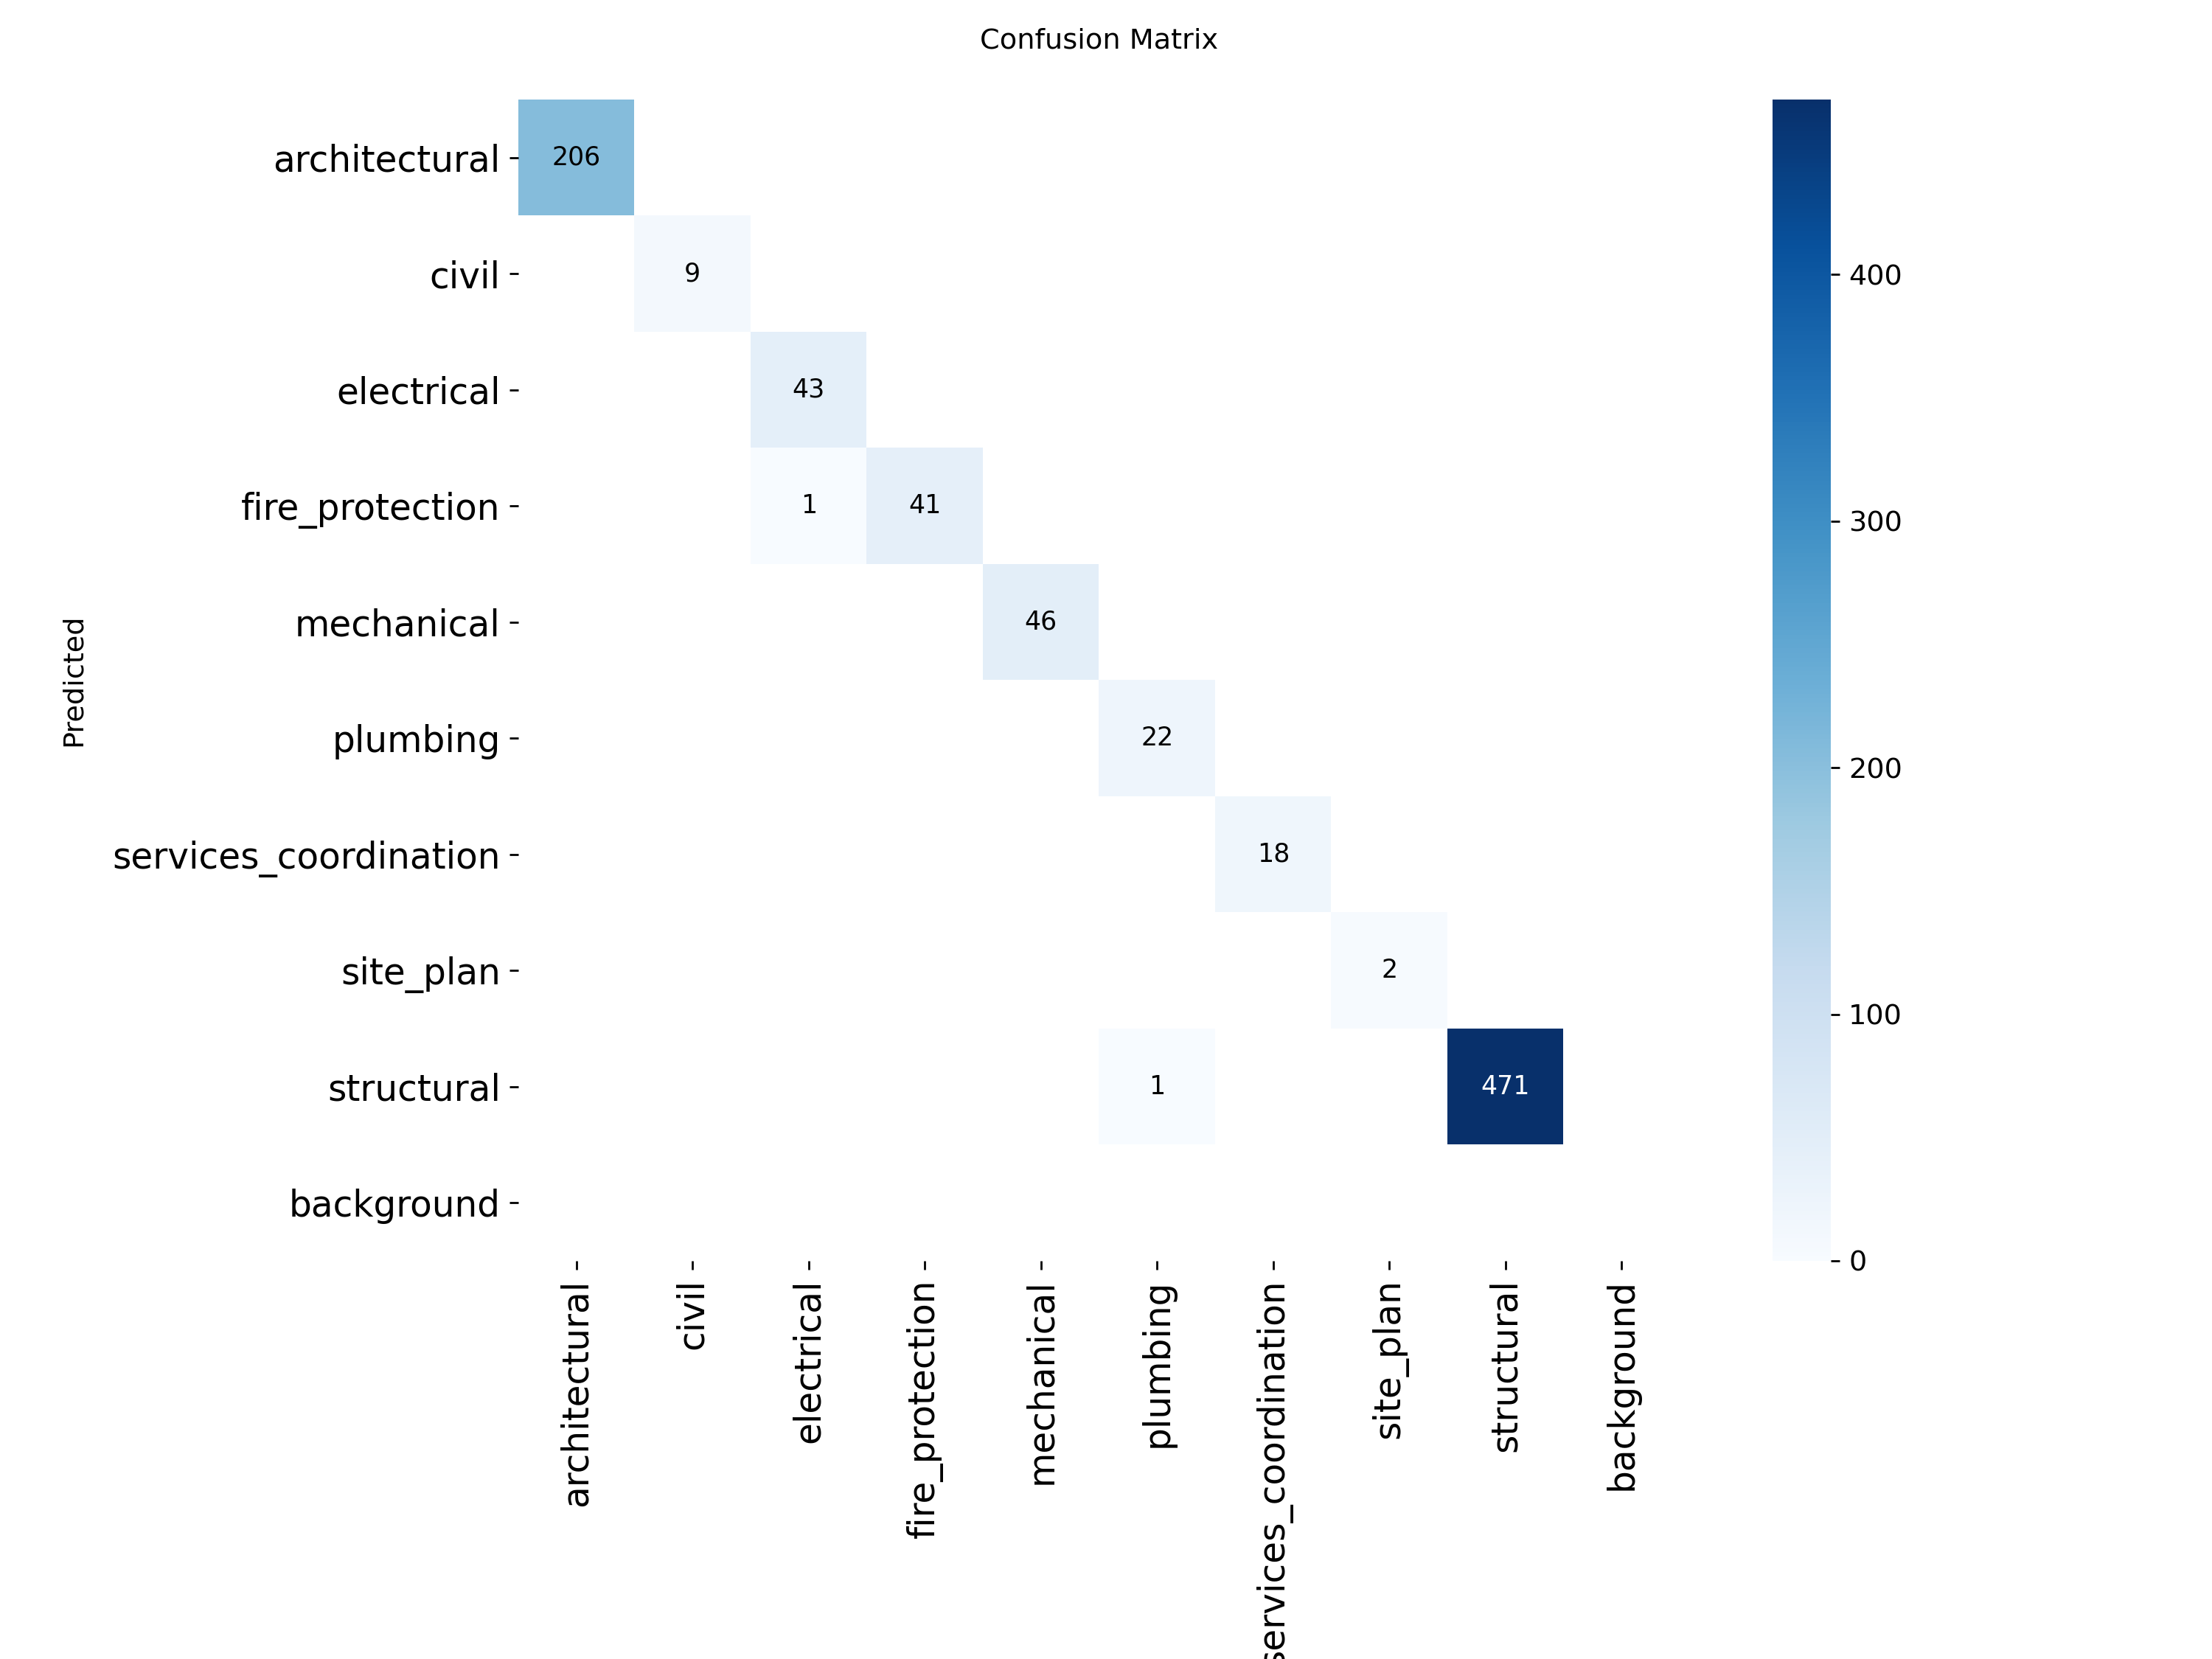 Confusion Matrix
architectural
206
civil
9
electrical
43
fire_protection
1
41
mechanical
46
plumbing
22
services_coordination
18
site_plan
2
structural
1
471
background
Predicted
architectural
civil
electrical
fire_protection
mechanical
plumbing
services_coordination
site_plan
structural
background
400
300
200
100
0